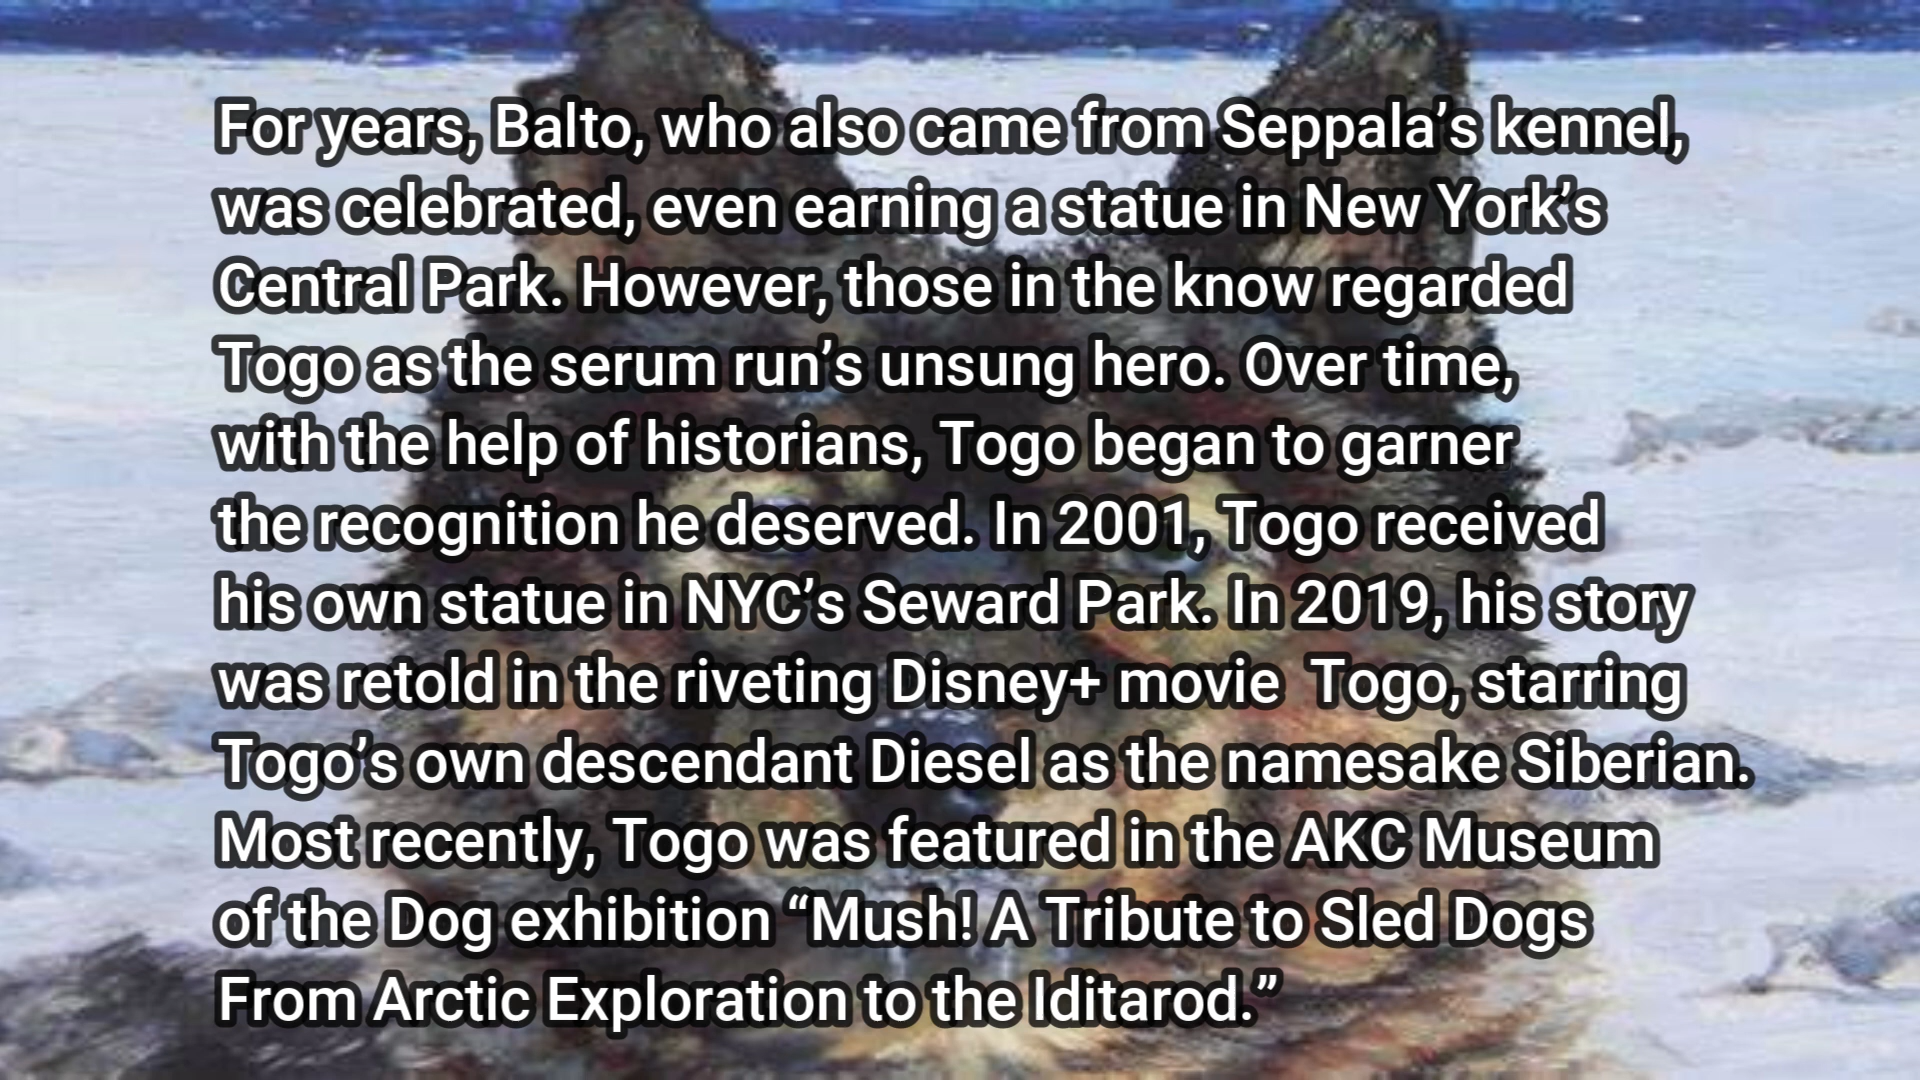 For years, Balto, who also came from Seppala’s kennel,
was celebrated, even earning a statue in New York’s
Central Park. However, those in the know regarded
Togo as the serum run’s unsung hero. Over time,
with the help of historians, Togo began to garner
the recognition he deserved. In 2001, Togo received
his own statue in NYC’s Seward Park. In 2019, his story
was retold in the riveting Disney+ movie  Togo, starring
Togo’s own descendant Diesel as the namesake Siberian.
Most recently, Togo was featured in the AKC Museum
of the Dog exhibition “Mush! A Tribute to Sled Dogs
From Arctic Exploration to the Iditarod.”